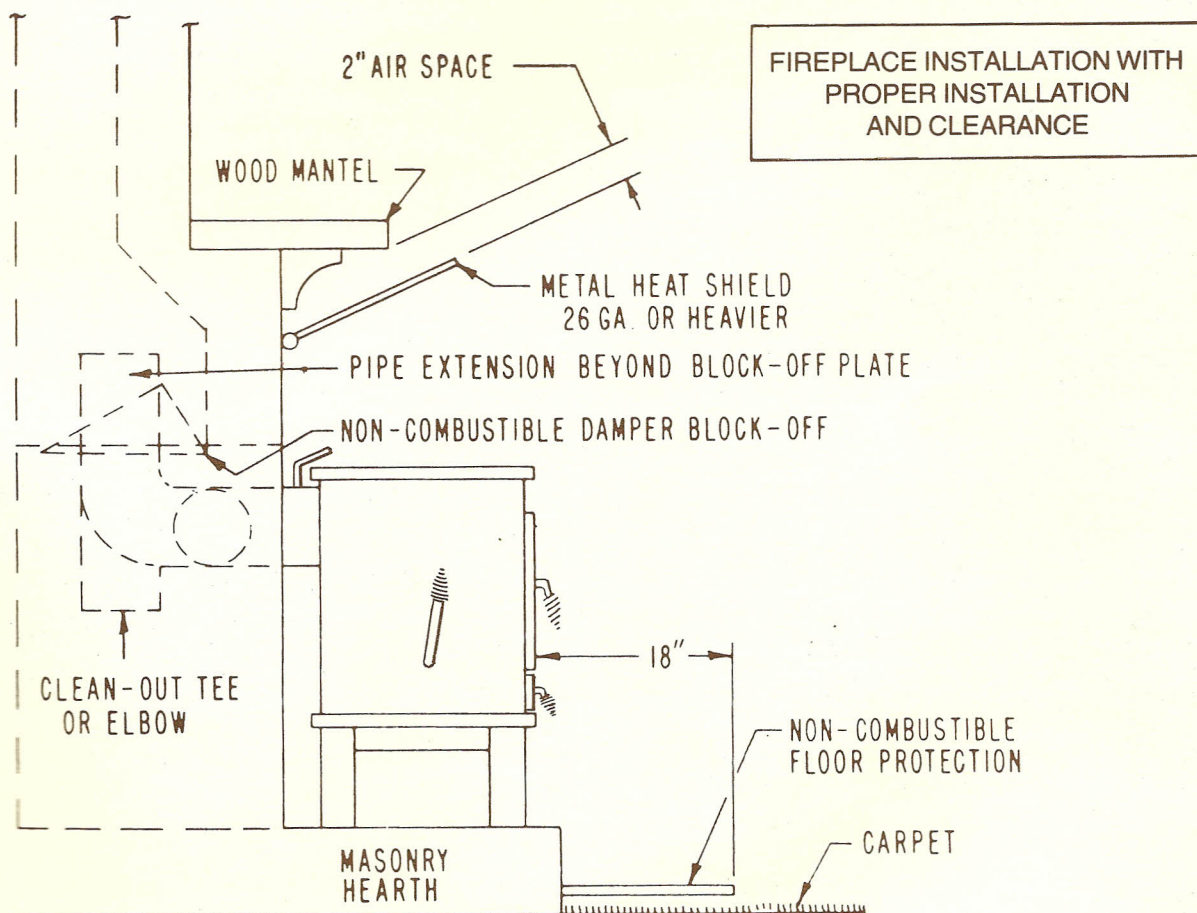 FIREPLACE INSTALLATION WITH
PROPER INSTALLATION
AND CLEARANCE
2" AIR SPACE
WOOD MANTEL
METAL HEAT SHIELD
26 GA. OR HEAVIER
PIPE EXTENSION BEYOND BLOCK-OFF PLATE
NON-COMBUSTIBLE DAMPER BLOCK-OFF
18"
CLEAN-OUT TEE
OR ELBOW
NON-COMBUSTIBLE
FLOOR PROTECTION
CARPET
MASONRY
HEARTH